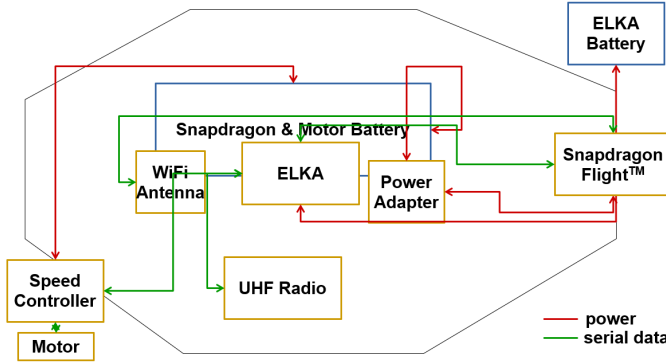 ELKA
Battery
Snapdragon & Motor Battery
WiFi
Antenna
ELKA
Power
Adapter
Snapdragon
Flight™
Speed
Controller
UHF Radio
Motor
power
serial data